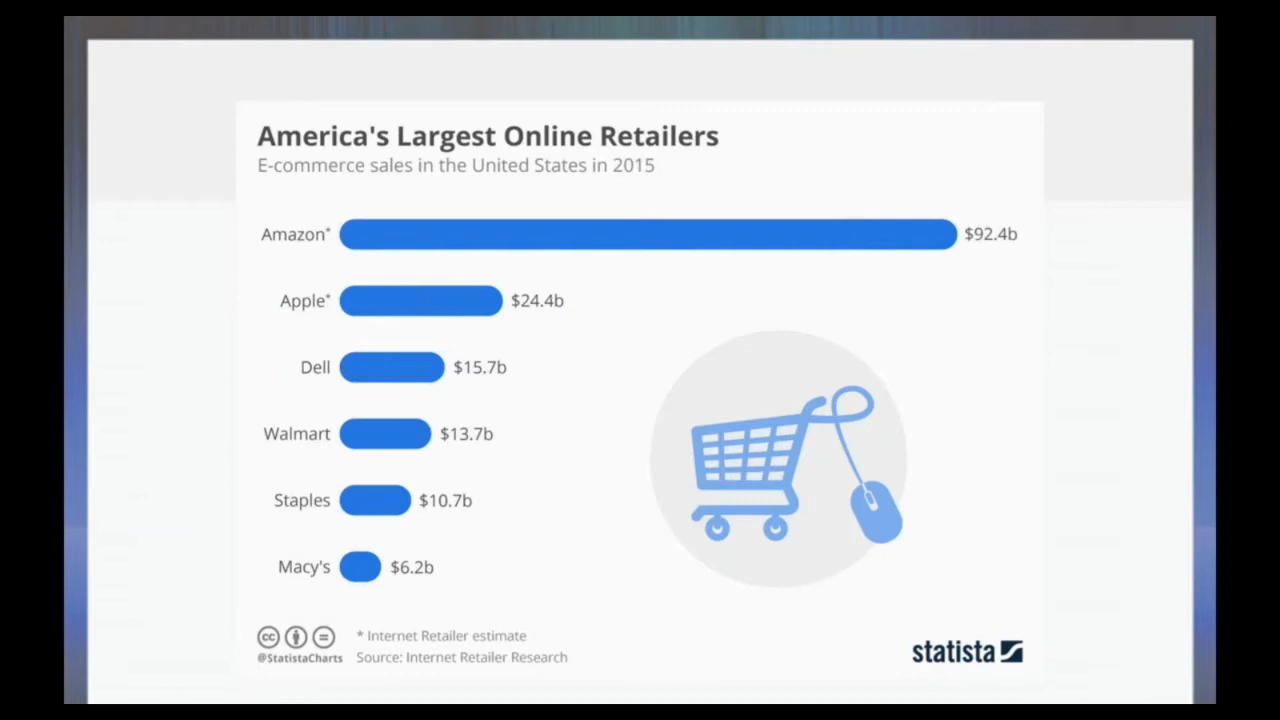 America's Largest Online Retailers
E-commerce sales in the United States in 2015
Amazon* $92.4b
Apple* $24.4b
Dell $15.7b
Walmart $13.7b
Staples $10.7b
Macy's $6.2b
cc
@StatistaCharts
* Internet Retailer estimate
Source: Internet Retailer Research
statista